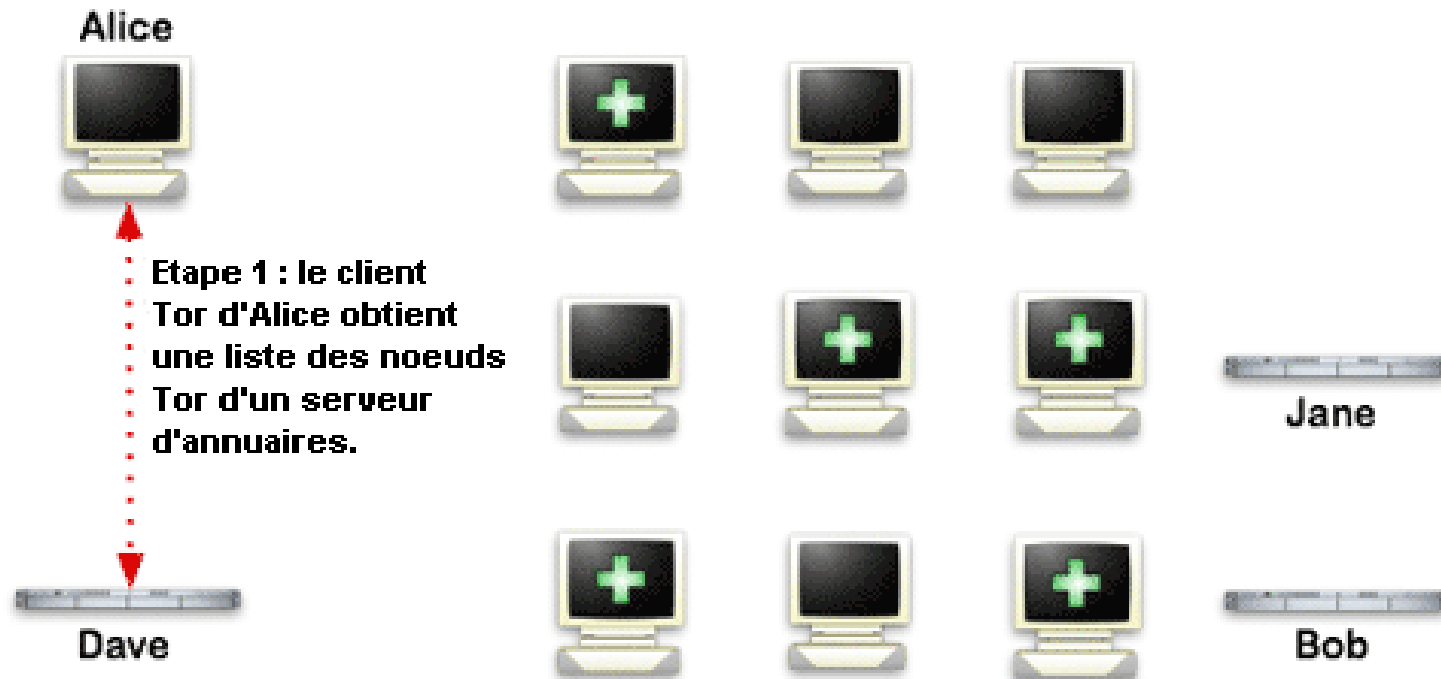 Alice
Etape 1 : le client
Tor d'Alice obtient
une liste des noeuds
Tor d'un serveur
d'annuaires.
Jane
Dave
Bob